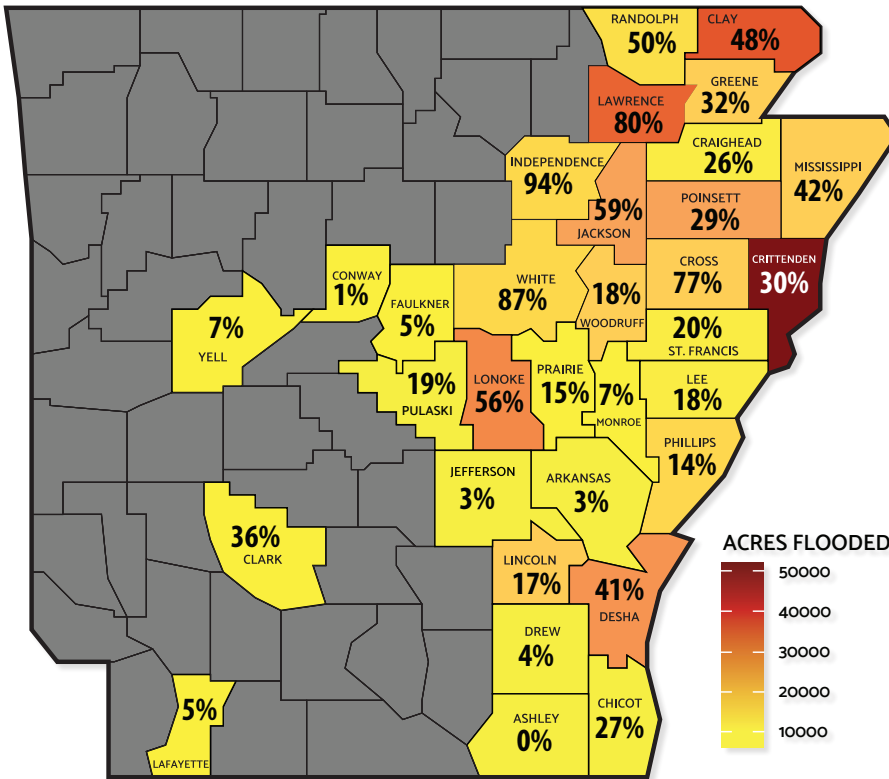 RANDOLPH
50%
CLAY
48%
GREENE
32%
LAWRENCE
80%
CRAIGHEAD
26%
MISSISSIPPI
42%
INDEPENDENCE
94%
59%
JACKSON
POINSETT
29%
CROSS
77%
CRITTENDEN
30%
WHITE
87%
18%
WOODRUFF
CONWAY
1%
FAULKNER
5%
7%
YELL
20%
ST. FRANCIS
19%
PULASKI
LONOKE
56%
PRAIRIE
15%
7%
MONROE
LEE
18%
PHILLIPS
14%
JEFFERSON
3%
ARKANSAS
3%
36%
CLARK
LINCOLN
17%
41%
DESHA
DREW
4%
CHICOT
27%
ASHLEY
0%
5%
LAFAYETTE
ACRES FLOODED
50000
40000
30000
20000
10000